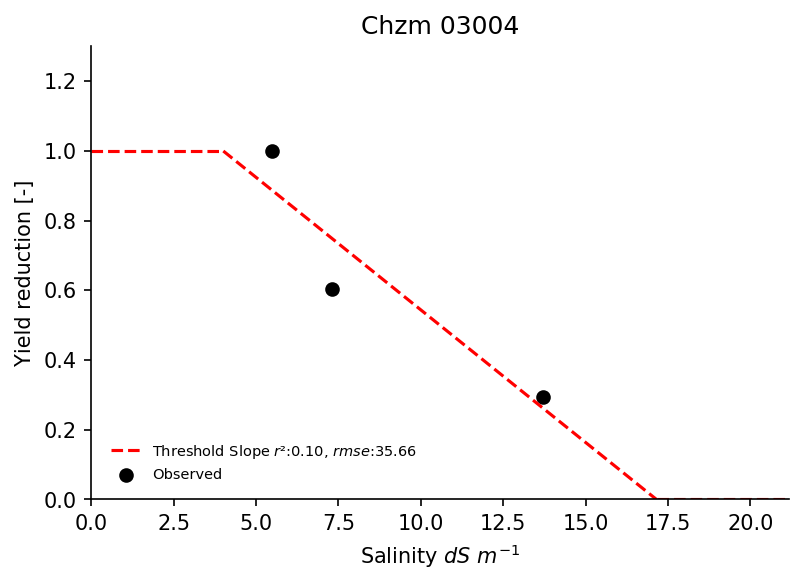 Chzm 03004
Yield reduction [-]
1.2
1.0
0.8
0.6
0.4
0.2
0.0
Threshold Slope r²:0.10, rmse:35.66
Observed
0.0 2.5 5.0 7.5 10.0 12.5 15.0 17.5 20.0
Salinity dS m⁻¹